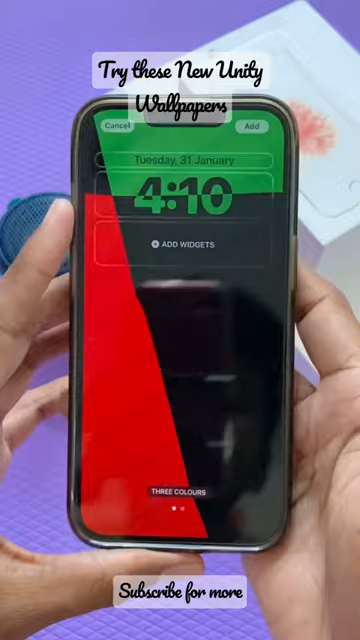 Try these New Unity
Wallpapers
Cancel
Add
Tuesday, 31 January
4:10
ADD WIDGETS
THREE COLOURS
Subscribe for more